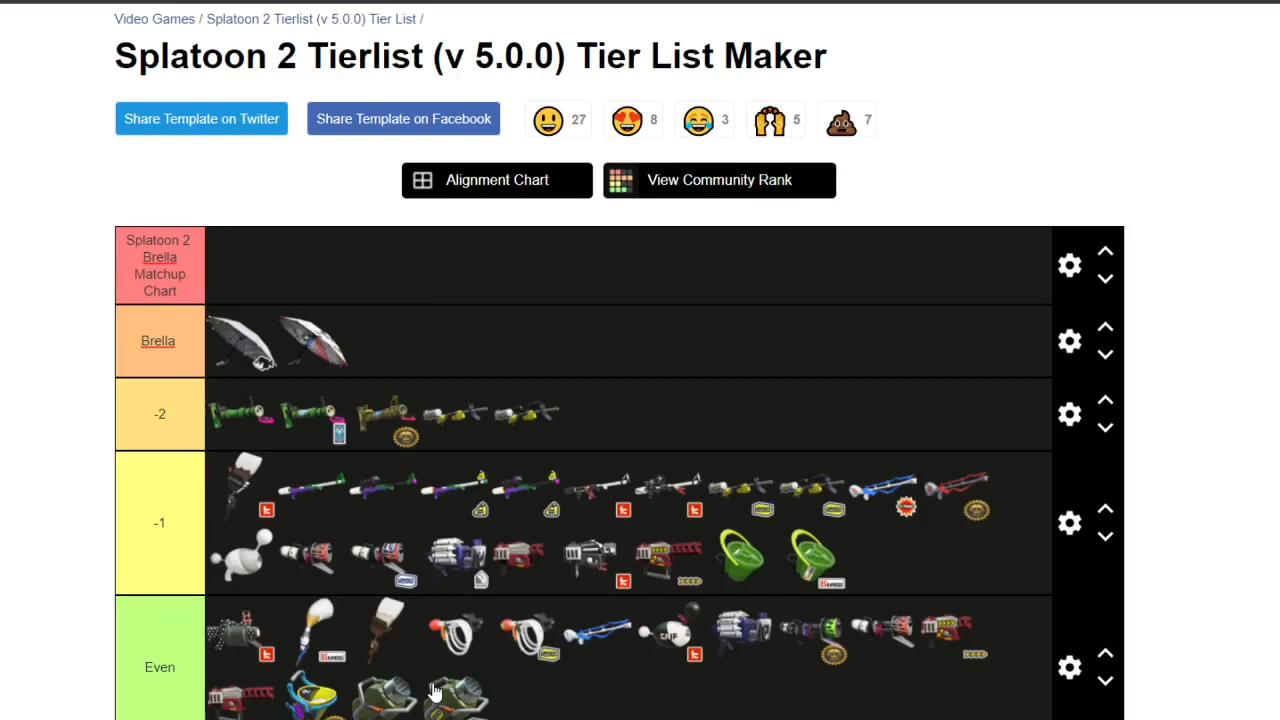 Video Games / Splatoon 2 Tierlist (v 5.0.0) Tier List /
Splatoon 2 Tierlist (v 5.0.0) Tier List Maker
Share Template on Twitter
Share Template on Facebook
27
8
3
5
7
Alignment Chart
View Community Rank
Splatoon 2
Brella
Matchup
Chart
Brella
-2
-1
Even